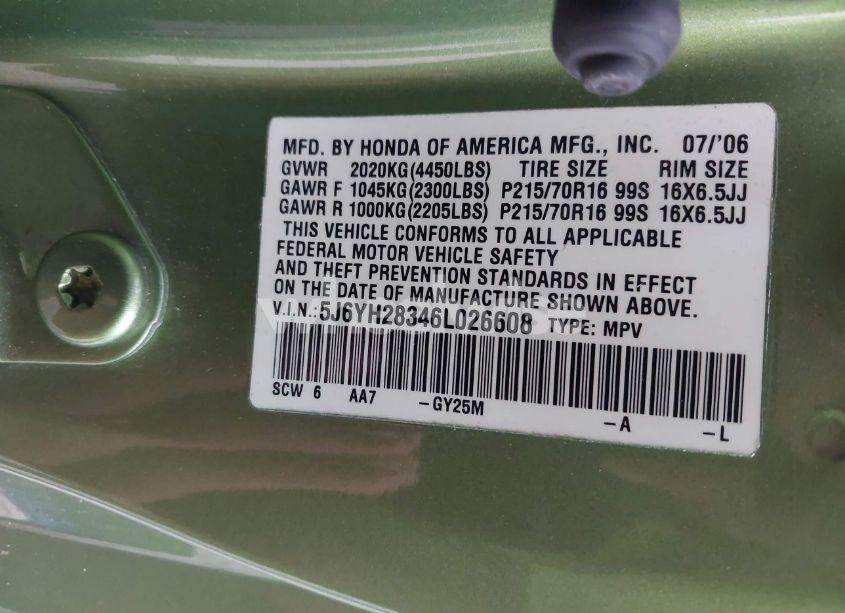 MFD. BY HONDA OF AMERICA MFG., INC. 07/'06
GVWR 2020KG(4450LBS) TIRE SIZE RIM SIZE
GAWR F 1045KG(2300LBS) P215/70R16 99S 16X6.5JJ
GAWR R 1000KG(2205LBS) P215/70R16 99S 16X6.5JJ
THIS VEHICLE CONFORMS TO ALL APPLICABLE
FEDERAL MOTOR VEHICLE SAFETY
AND THEFT PREVENTION STANDARDS IN EFFECT
ON THE DATE OF MANUFACTURE SHOWN ABOVE.
V.I.N.:5J6YH28346L026608 TYPE: MPV
SCW 6 AA7 -GY25M
-A -L